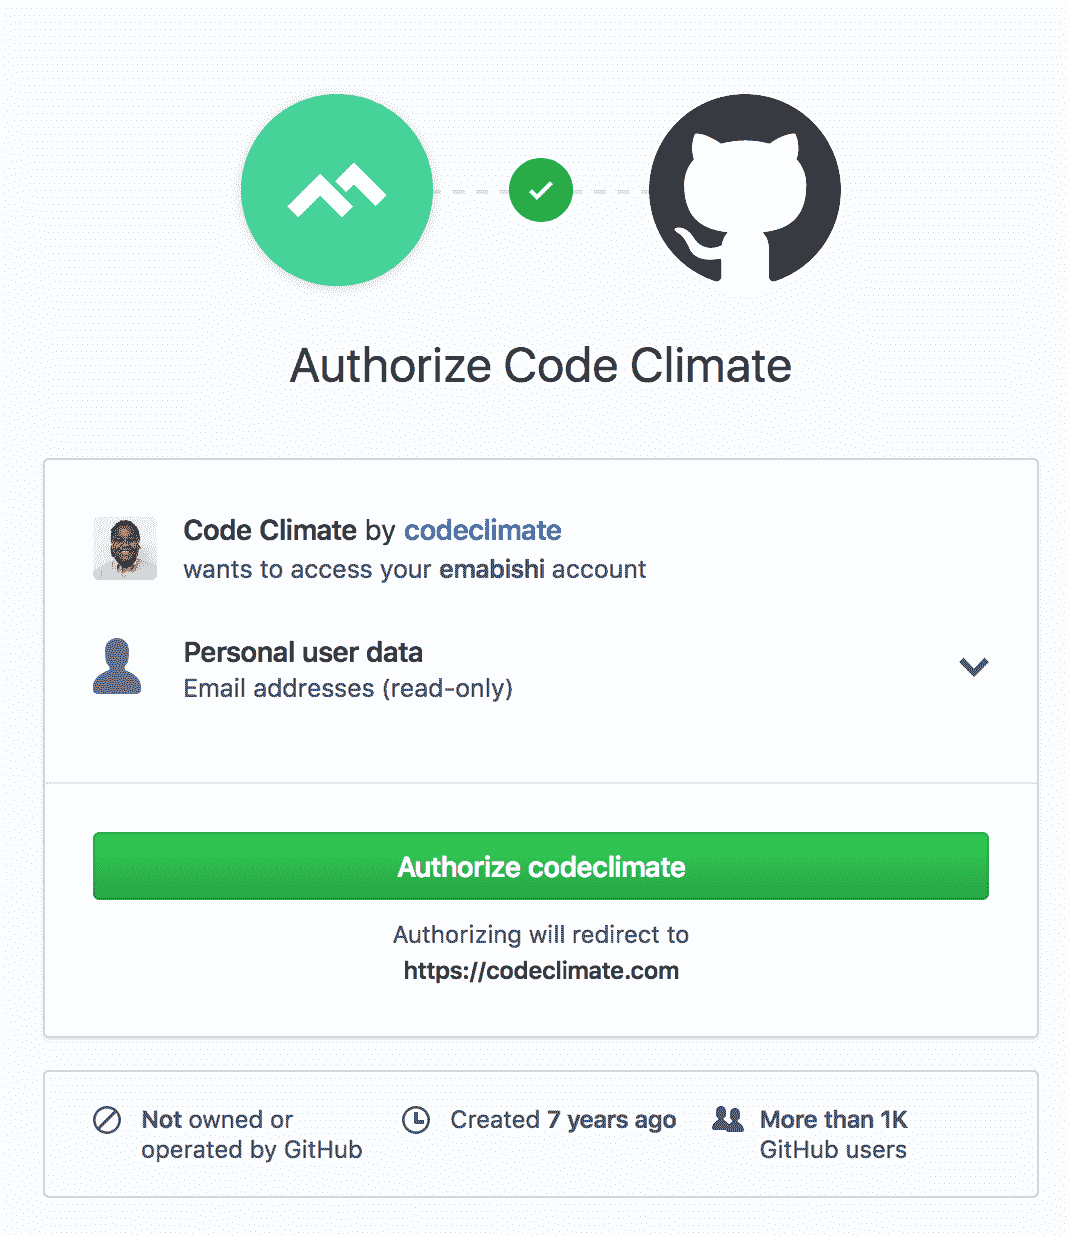 Authorize Code Climate
Code Climate by codeclimate
wants to access your emabishi account
Personal user data
Email addresses (read-only)
Authorize codeclimate
Authorizing will redirect to
https://codeclimate.com
Not owned or
operated by GitHub
Created 7 years ago
More than 1K
GitHub users